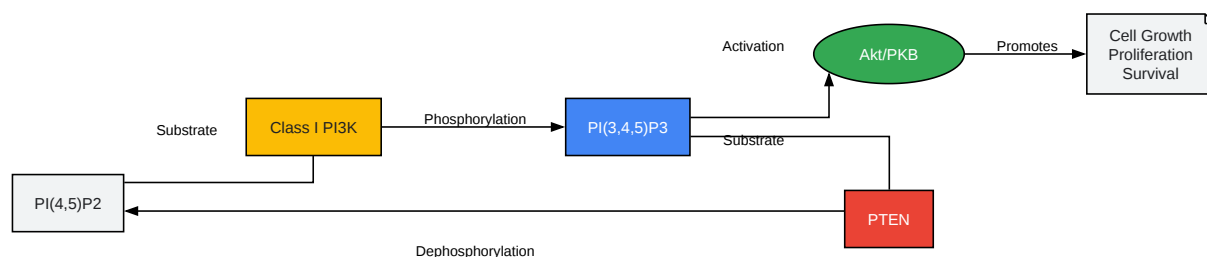 Cell Growth
Proliferation
Survival
Activation
Akt/PKB
Promotes
Substrate
Class I PI3K
Phosphorylation
PI(3,4,5)P3
Substrate
PI(4,5)P2
PTEN
Dephosphorylation